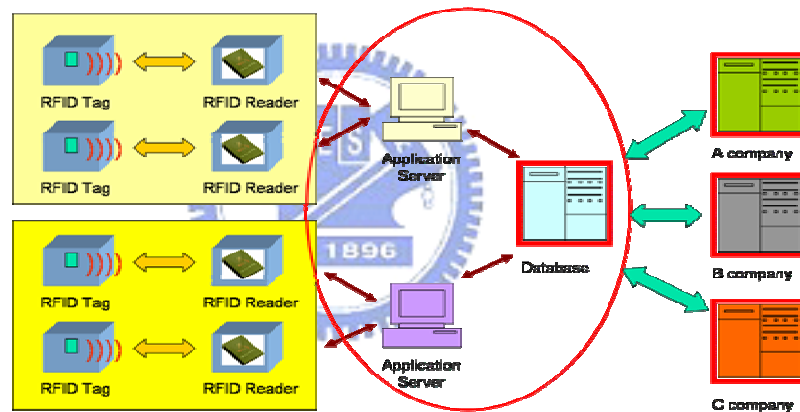 RFID Tag
RFID Reader
RFID Tag
RFID Reader
Application
Server
A company
1896
Database
B company
RFID Tag
RFID Reader
RFID Tag
RFID Reader
Application
Server
C company